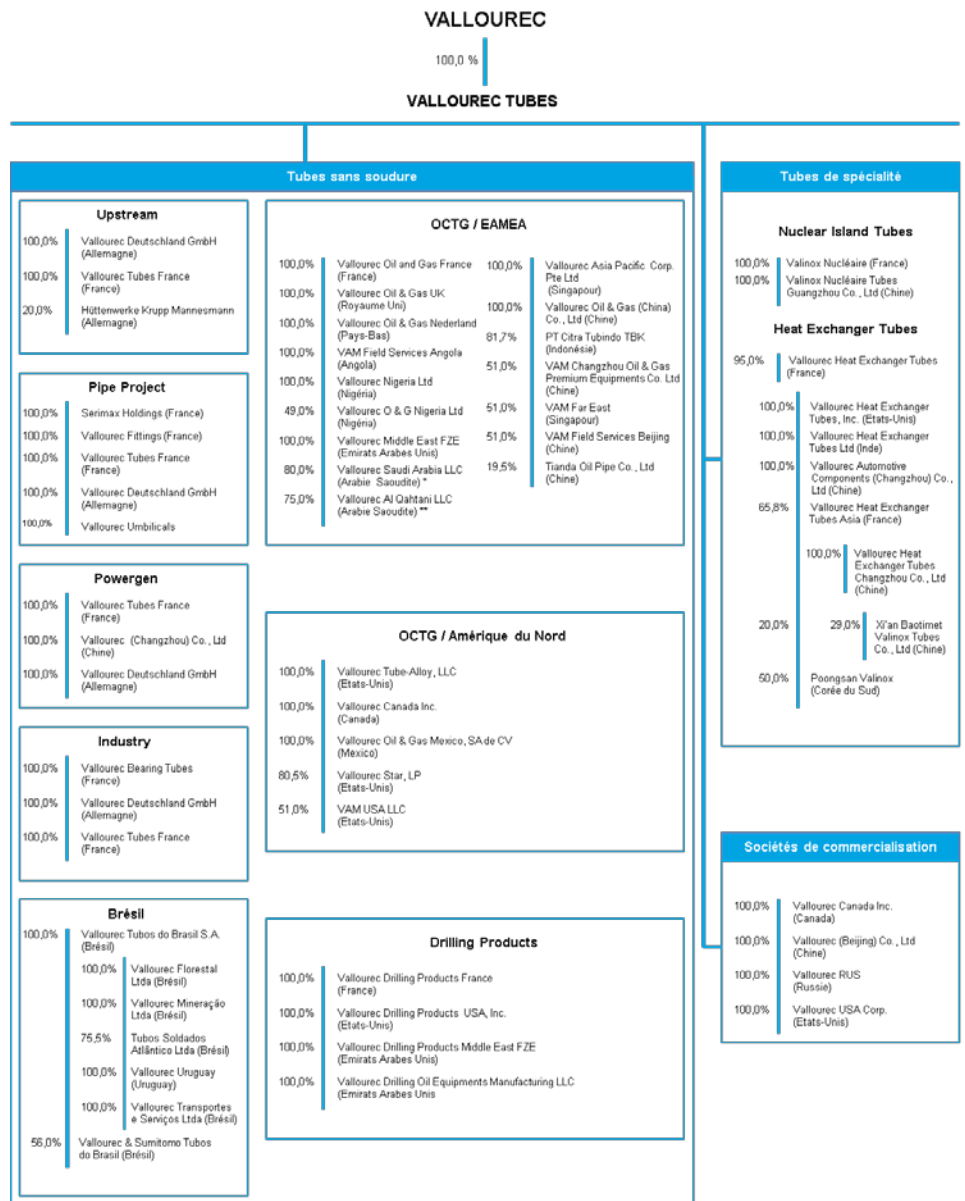 VALLOUREC
100,0 %
VALLOUREC TUBES
Tubes sans soudure
Upstream
100,0% Vallourec Deutschland GmbH
(Allemagne)
100,0% Vallourec Tubes France
(France)
20,0% Hüttenwerke Krupp Mannesmann
(Allemagne)
Pipe Project
100,0% Serimax Holdings (France)
100,0% Vallourec Fittings (France)
100,0% Vallourec Tubes France
(France)
100,0% Vallourec Deutschland GmbH
(Allemagne)
100,0% Vallourec Umbilicals
Powergen
100,0% Vallourec Tubes France
(France)
100,0% Vallourec (Changzhou) Co., Ltd
(Chine)
100,0% Vallourec Deutschland GmbH
(Allemagne)
Industry
100,0% Vallourec Bearing Tubes
(France)
100,0% Vallourec Deutschland GmbH
(Allemagne)
100,0% Vallourec Tubes France
(France)
Brésil
100,0% Vallourec Tubos do Brasil S.A.
(Brésil)
100,0% Vallourec Florestal
Ltda (Brésil)
100,0% Vallourec Mineração
Ltda (Brésil)
75,5% Tubos Soldados
Atlântico Ltda (Brésil)
100,0% Vallourec Uruguay
(Uruguay)
100,0% Vallourec Transportes
e Serviços Ltda (Brésil)
56,0% Vallourec & Sumitomo Tubos
do Brasil (Brésil)
OCTG / EAMEA
100,0% Vallourec Oil and Gas France
(France)
100,0% Vallourec Oil & Gas UK
(Royaume Uni)
100,0% Vallourec Oil & Gas Nederland
(Pays-Bas)
100,0% VAM Field Services Angola
(Angola)
100,0% Vallourec Nigeria Ltd
(Nigéria)
49,0% Vallourec O & G Nigeria Ltd
(Nigéria)
100,0% Vallourec Middle East FZE
(Emirats Arabes Unis)
80,0% Vallourec Saudi Arabia LLC
(Arabie Saoudite) *
75,0% Vallourec Al Qahtani LLC
(Arabie Saoudite) **
100,0% Vallourec Asia Pacific Corp.
Pte Ltd
(Singapour)
100,0% Vallourec Oil & Gas (China)
Co., Ltd (Chine)
81,7% PT Citra Tubindo TBK
(Indonésie)
51,0% VAM Changzhou Oil & Gas
Premium Equipments Co. Ltd
(Chine)
51,0% VAM Far East
(Singapour)
51,0% VAM Field Services Beijing
(Chine)
19,5% Tianda Oil Pipe Co., Ltd
(Chine)
OCTG / Amérique du Nord
100,0% Vallourec Tube-Alloy, LLC
(Etats-Unis)
100,0% Vallourec Canada Inc.
(Canada)
100,0% Vallourec Oil & Gas Mexico, SA de CV
(Mexico)
80,5% Vallourec Star, LP
(Etats-Unis)
51,0% VAM USA LLC
(Etats-Unis)
Drilling Products
100,0% Vallourec Drilling Products France
(France)
100,0% Vallourec Drilling Products USA, Inc.
(Etats-Unis)
100,0% Vallourec Drilling Products Middle East FZE
(Emirats Arabes Unis)
100,0% Vallourec Drilling Oil Equipments Manufacturing LLC
(Emirats Arabes Unis
Tubes de spécialité
Nuclear Island Tubes
100,0% Valinox Nucléaire (France)
100,0% Valinox Nucléaire Tubes
Guangzhou Co., Ltd (Chine)
Heat Exchanger Tubes
95,0% Vallourec Heat Exchanger Tubes
(France)
100,0% Vallourec Heat Exchanger
Tubes, Inc. (Etats-Unis)
100,0% Vallourec Heat Exchanger
Tubes Ltd (Inde)
100,0% Vallourec Automotive
Components (Changzhou) Co.,
Ltd (Chine)
65,8% Vallourec Heat Exchanger
Tubes Asia (France)
100,0% Vallourec Heat
Exchanger Tubes
Changzhou Co., Ltd
(Chine)
20,0% 29,0% Xi'an Baotimet
Valinox Tubes
Co., Ltd (Chine)
50,0% Poongsan Valinox
(Corée du Sud)
Sociétés de commercialisation
100,0% Vallourec Canada Inc.
(Canada)
100,0% Vallourec (Beijing) Co., Ltd
(Chine)
100,0% Vallourec RUS
(Russie)
100,0% Vallourec USA Corp.
(Etats-Unis)